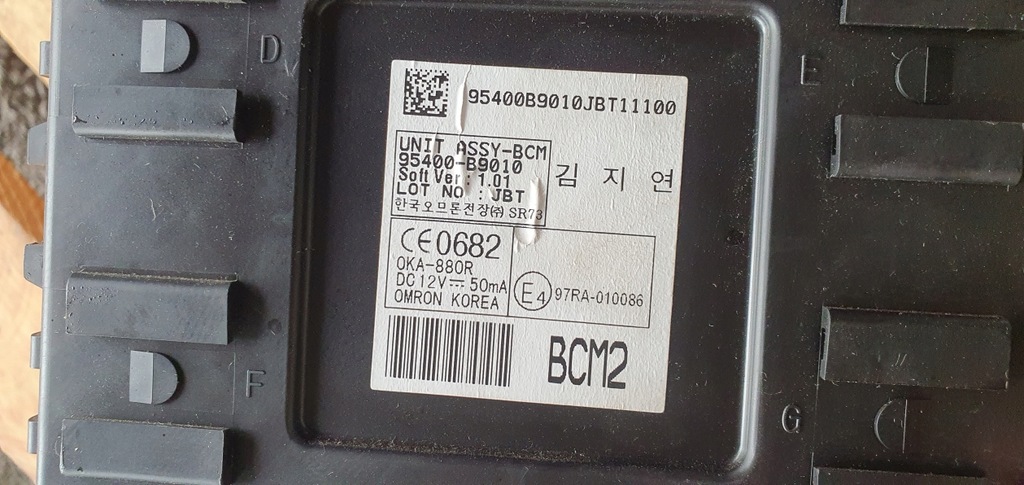 D
E
95400B9010JBT11100
UNIT ASSY-BCM
95400-B9010
Soft Ver : 1.01
LOT NO : JBT
한국오므론전장㈜ SR73
김 지 연
CE0682
OKA-880R
DC12V⎓50mA
OMRON KOREA
E4 97RA-010086
BCM2
F
G